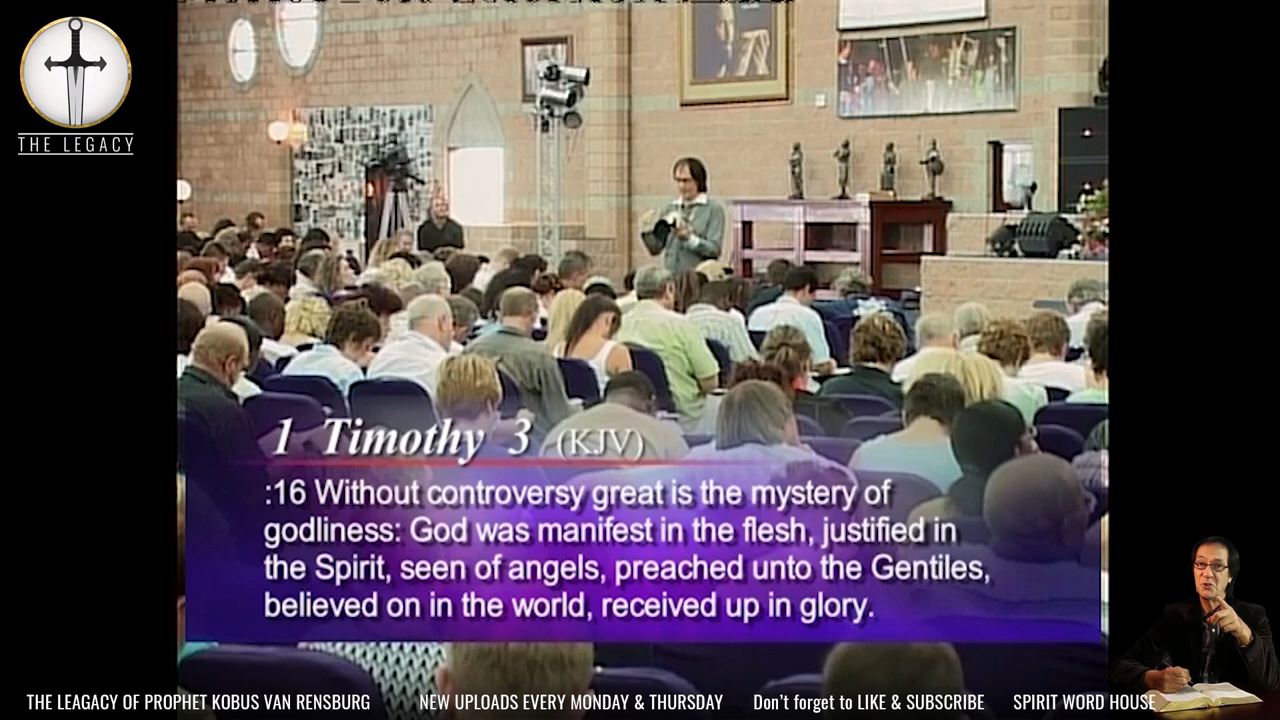 THE LEGACY
1 Timothy 3 (KJV)
:16 Without controversy great is the mystery of
godliness: God was manifest in the flesh, justified in
the Spirit, seen of angels, preached unto the Gentiles,
believed on in the world, received up in glory.
THE LEAGACY OF PROPHET KOBUS VAN RENSBURG NEW UPLOADS EVERY MONDAY & THURSDAY Don't forget to LIKE & SUBSCRIBE SPIRIT WORD HOUSE